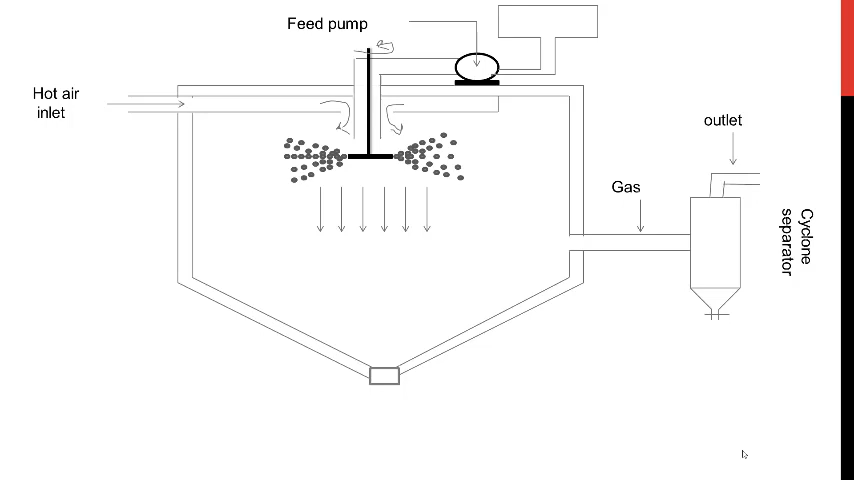 Feed pump
Hot air
inlet
outlet
Gas
Cyclone
separator